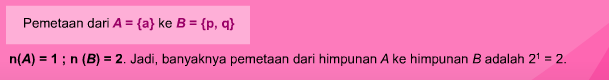 Pemetaan dari A = {a} ke B = {p, q}
n(A) = 1 ; n (B) = 2. Jadi, banyaknya pemetaan dari himpunan A ke himpunan B adalah 2¹ = 2.